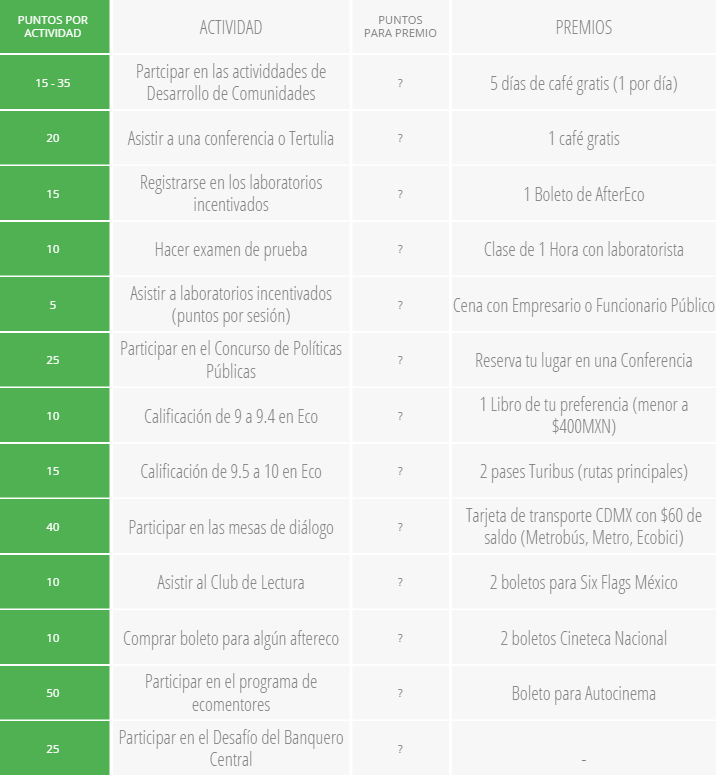 PUNTOS POR
ACTIVIDAD
ACTIVIDAD
PUNTOS
PARA PREMIO
PREMIOS
15 - 35
Partcipar en las actividdades de
Desarrollo de Comunidades
?
5 días de café gratis (1 por día)
20
Asistir a una conferencia o Tertulia
?
1 café gratis
15
Registrarse en los laboratorios
incentivados
?
1 Boleto de AfterEco
10
Hacer examen de prueba
?
Clase de 1 Hora con laboratorista
5
Asistir a laboratorios incentivados
(puntos por sesión)
?
Cena con Empresario o Funcionario Público
25
Participar en el Concurso de Políticas
Públicas
?
Reserva tu lugar en una Conferencia
10
Calificación de 9 a 9.4 en Eco
?
1 Libro de tu preferencia (menor a
$400MXN)
15
Calificación de 9.5 a 10 en Eco
?
2 pases Turibus (rutas principales)
40
Participar en las mesas de diálogo
?
Tarjeta de transporte CDMX con $60 de
saldo (Metrobús, Metro, Ecobici)
10
Asistir al Club de Lectura
?
2 boletos para Six Flags México
10
Comprar boleto para algún aftereco
?
2 boletos Cineteca Nacional
50
Participar en el programa de
ecomentores
?
Boleto para Autocinema
25
Participar en el Desafío del Banquero
Central
?
-